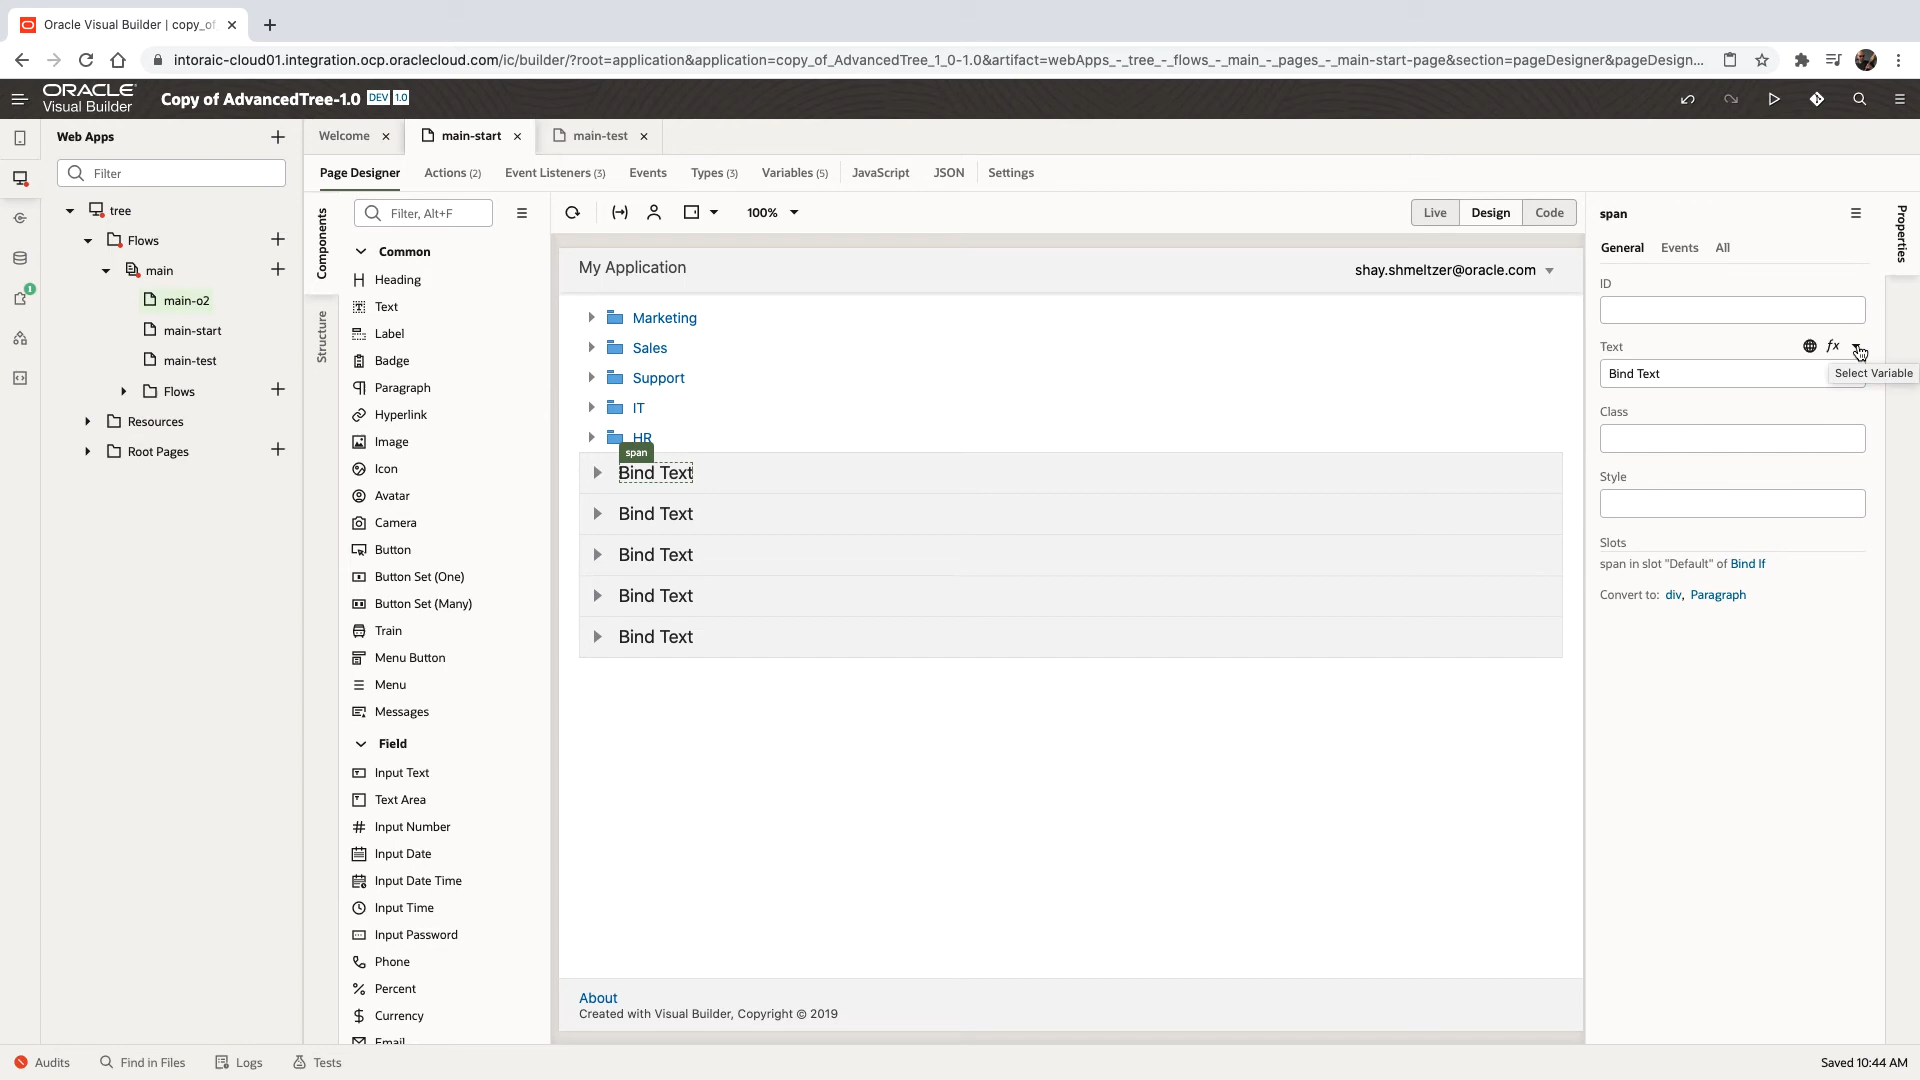 Oracle Visual Builder | copy_of
intoraic-cloud01.integration.ocp.oraclecloud.com/ic/builder/?root=application&application=copy_of_AdvancedTree_1_0-1.0&artifact=webApps_-_tree_-_flows_-_main_-_pages_-_main-start-page&section=pageDesigner&pageDesign...
ORACLE
Visual Builder
Copy of AdvancedTree-1.0 DEV 1.0
Web Apps
Filter
tree
Flows
main
main-o2
main-start
main-test
Flows
Resources
Root Pages
1
Welcome
main-start
main-test
Page Designer
Actions (2)
Event Listeners (3)
Events
Types (3)
Variables (5)
JavaScript
JSON
Settings
Components
Structure
Filter, Alt+F
Common
Heading
Text
Label
Badge
Paragraph
Hyperlink
Image
Icon
Avatar
Camera
Button
Button Set (One)
Button Set (Many)
Train
Menu Button
Menu
Messages
Field
Input Text
Text Area
Input Number
Input Date
Input Date Time
Input Time
Input Password
Phone
Percent
Currency
Email
100%
Live
Design
Code
My Application
shay.shmeltzer@oracle.com
Marketing
Sales
Support
IT
HR
span
Bind Text
Bind Text
Bind Text
Bind Text
Bind Text
About
Created with Visual Builder, Copyright © 2019
span
General
Events
All
ID
Text
fx
Bind Text
Select Variable
Class
Style
Slots
span in slot "Default" of Bind If
Convert to: div, Paragraph
Properties
Audits
Find in Files
Logs
Tests
Saved 10:44 AM